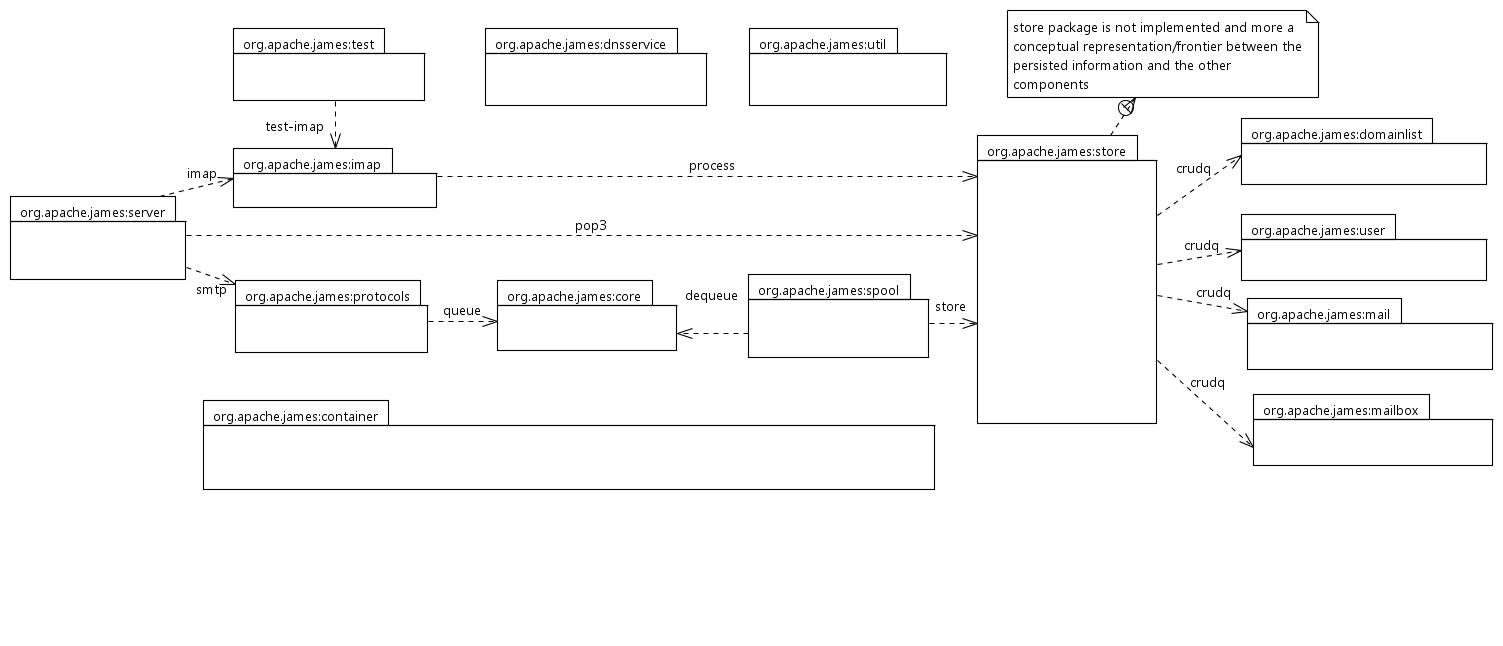 store package is not implemented and more a
conceptual representation/frontier between the
persisted information and the other
components
org.apache.james:test
org.apache.james:dnsservice
org.apache.james:util
test-imap
org.apache.james:domainlist
org.apache.james:store
org.apache.james:imap
process
crudq
imap
org.apache.james:server
pop3
org.apache.james:user
crudq
smtp
org.apache.james:protocols
queue
org.apache.james:core
dequeue
org.apache.james:spool
store
crudq
org.apache.james:mail
crudq
org.apache.james:mailbox
org.apache.james:container